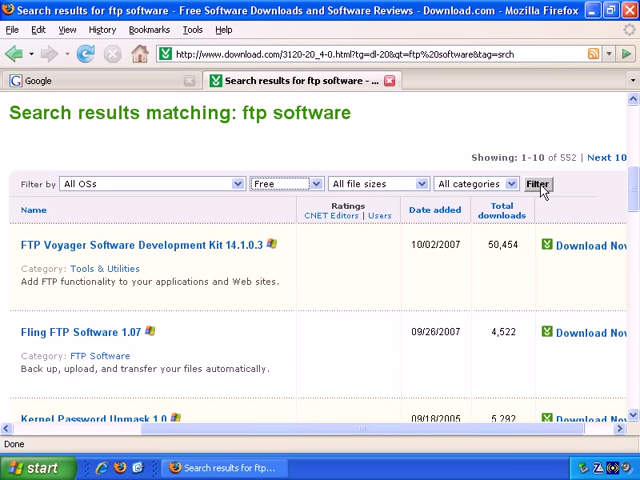 Search results for ftp software - Free Software Downloads and Software Reviews - Download.com - Mozilla Firefox
File Edit View History Bookmarks Tools Help
http://www.download.com/3120-20_4-0.html?tg=dl-20&qt=ftp%20software&tag=srch
Google
Search results for ftp software - ...
Search results matching: ftp software
Showing: 1-10 of 552 | Next 10
Filter by All OSs Free All file sizes All categories Filter
Name Ratings CNET Editors | Users Date added Total downloads
FTP Voyager Software Development Kit 14.1.0.3 10/02/2007 50,454 Download Nov
Category: Tools & Utilities
Add FTP functionality to your applications and Web sites.
Fling FTP Software 1.07 09/26/2007 4,522 Download Nov
Category: FTP Software
Back up, upload, and transfer your files automatically.
Kernel Password Unmask 1.0 09/18/2005 5,292 Download Nov
Done
start Search results for ftp...